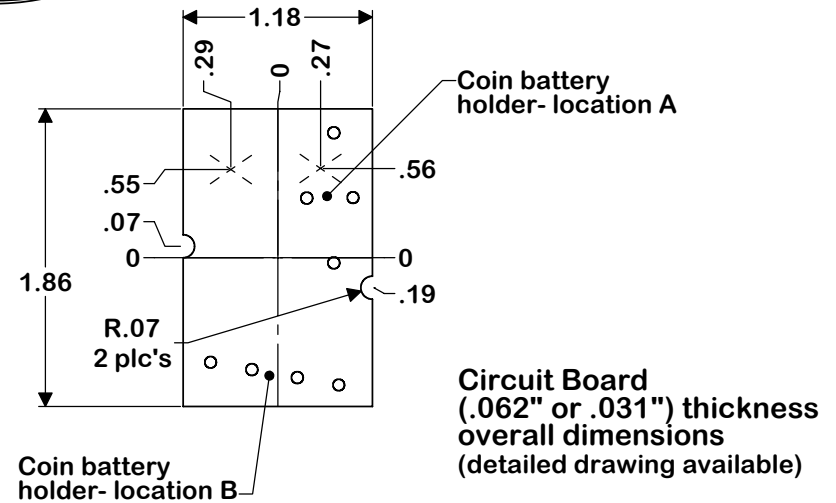 1.18
.29
0
.27
Coin battery
holder- location A
.55
.56
.07
0
0
1.86
.19
R.07
2 plc's
Circuit Board
(.062" or .031") thickness
overall dimensions
(detailed drawing available)
Coin battery
holder- location B